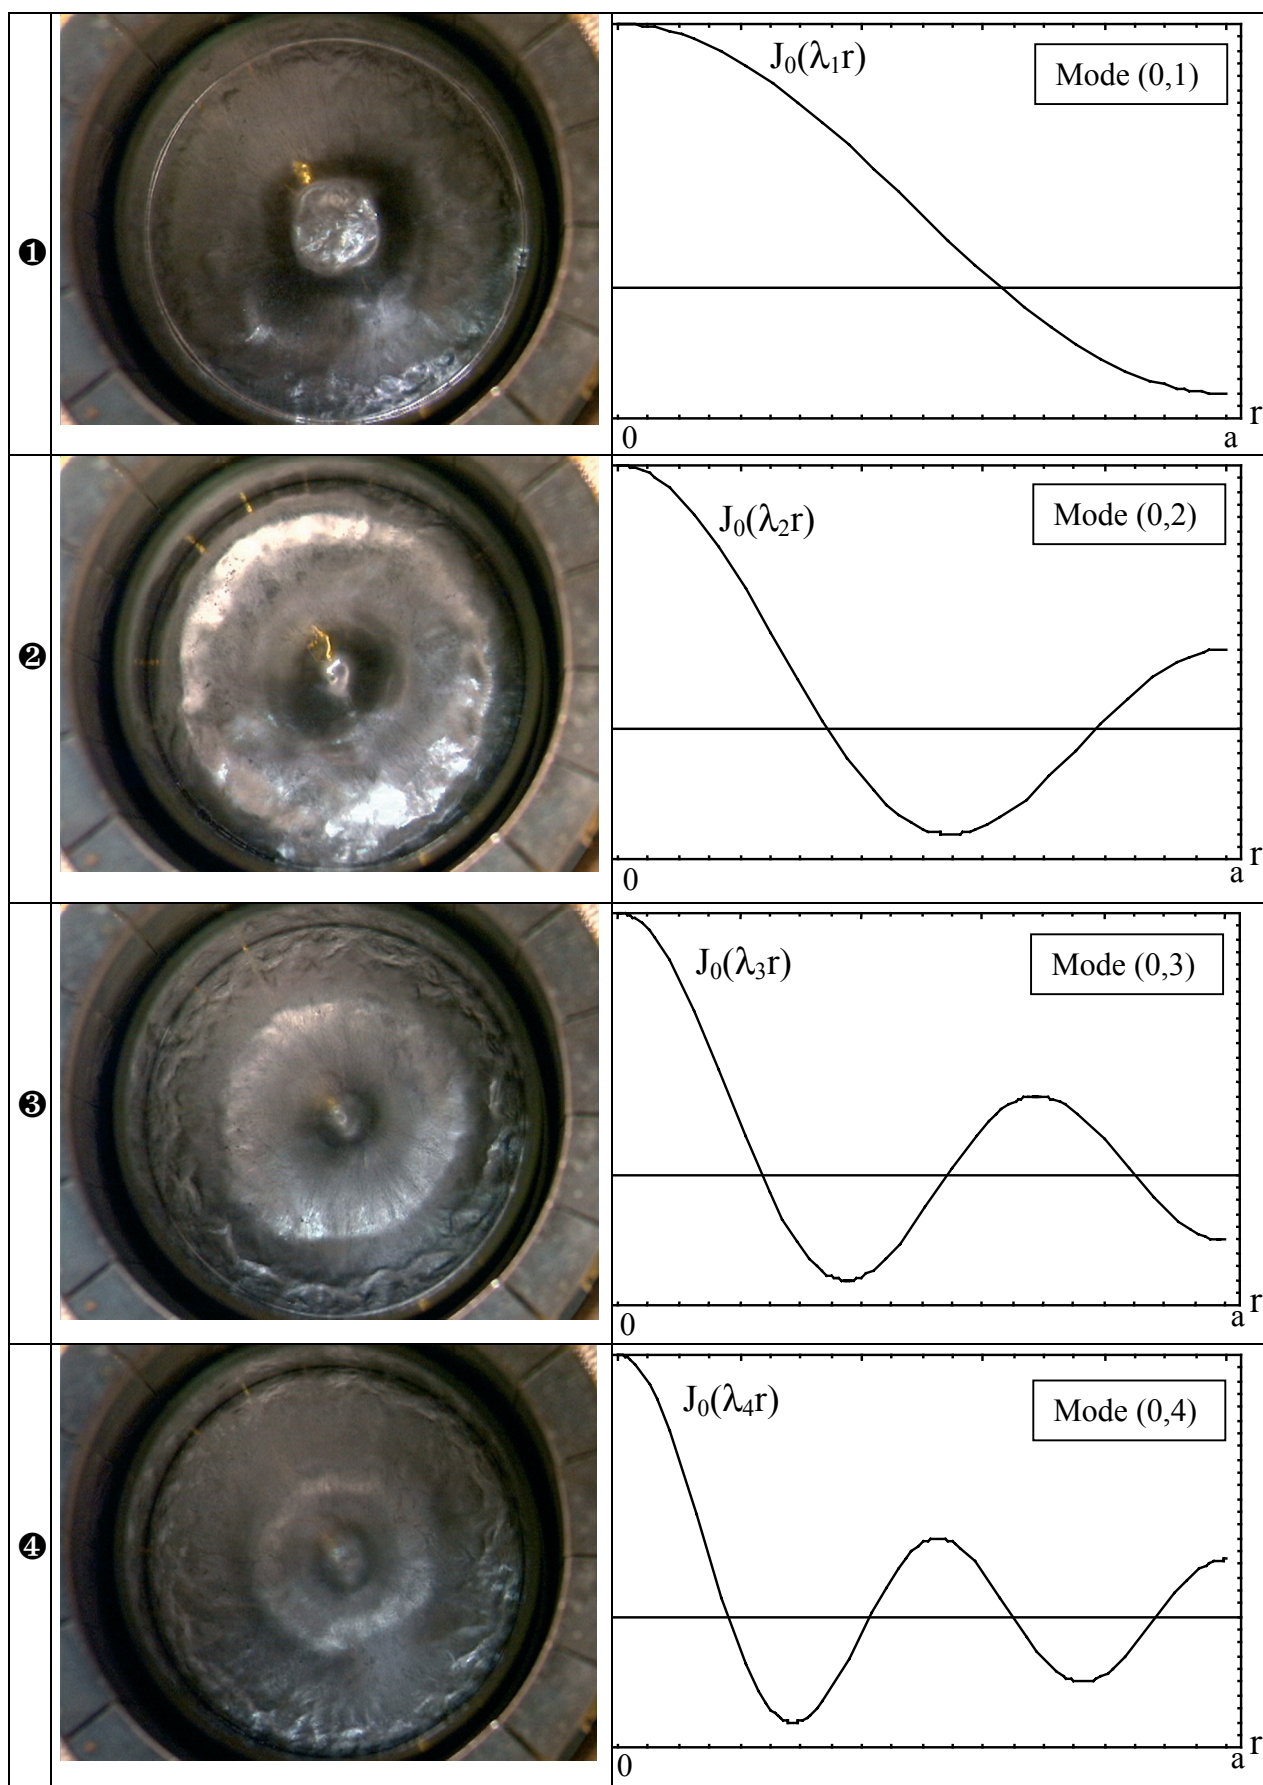 ❶
J₀(λ₁r)
Mode (0,1)
0
a
r
❷
J₀(λ₂r)
Mode (0,2)
0
a
r
❸
J₀(λ₃r)
Mode (0,3)
0
a
r
❹
J₀(λ₄r)
Mode (0,4)
0
a
r